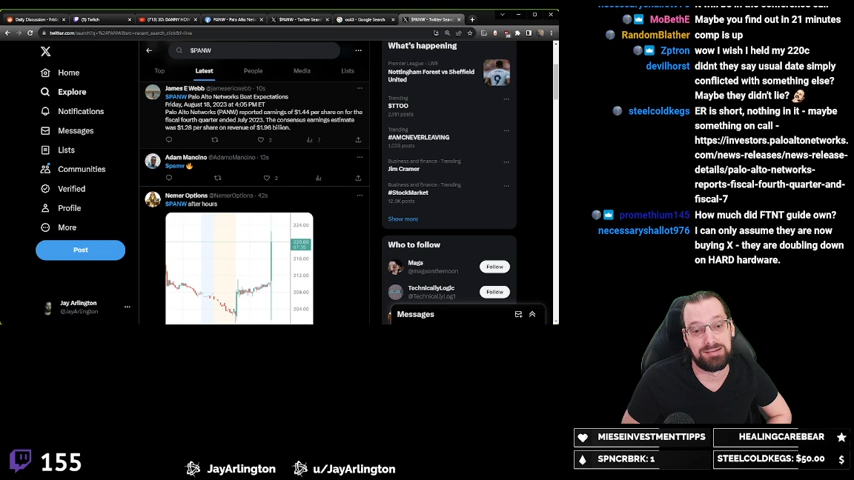 $PANW
Top
Latest
People
Media
Lists
Home
Explore
Notifications
Messages
Lists
Communities
Verified
Profile
More
Post
Jay Arlington
@JayArlington
James E Webb
10s
$PANW Palo Alto Networks Beat Expectations
Friday, August 18, 2023 at 4:05PM ET
Palo Alto Networks (PANW) reported earnings of $1.44 per share on for the
fiscal fourth quarter ended July 2023. The consensus earnings estimate
was $1.28 per share on revenue of $1.96 billion.
Adam Mancino @AdamoMancino · 13s
$panw
Nemer Options @NemerOptions · 42s
$PANW after hours
What's happening
Premier League · LIVE
Nottingham Forest vs Sheffield
United
Trending
$TTOO
Trending
#AMCNEVERLEAVING
Business and finance · Trending
Jim Cramer
Business and finance · Trending
#StockMarket
Show more
Who to follow
Mags
@magsonthemoon
Follow
TechnicallyLogic
Follow
Messages
MoBethE Maybe you find out in 21 minutes
RandomBlather comp is up
Zptron wow I wish I held my 220c
devilhorst didnt they say usual date simply
conflicted with something else?
Maybe they didn't lie?
steelcoldkegs ER is short, nothing in it - maybe
something on call -
https://investors.paloaltonetworks.
com/news-releases/news-release-
details/palo-alto-networks-
reports-fiscal-fourth-quarter-and-
fiscal-7
promethium145 How much did FTNT guide own?
necessaryshallot976 I can only assume they are now
buying X - they are doubling down
on HARD hardware.
MIESEINVESTMENTTIPPS
HEALINGCAREBEAR
SPNCRBRK: 1
STEELCOLDKEGS: $50.00
155
JayArlington
u/JayArlington